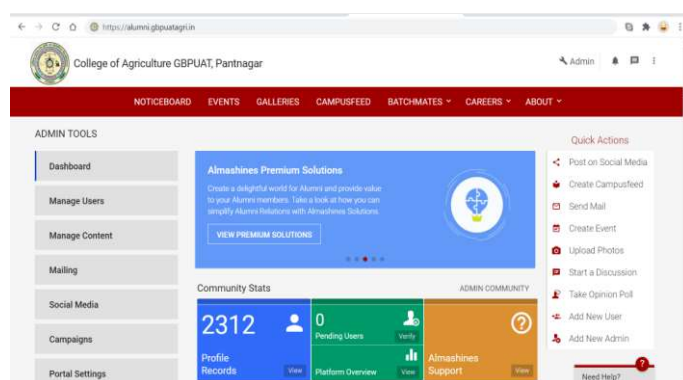 https://alumni.gbpuatagri.in
College of Agriculture GBPUAT, Pantnagar
Admin
NOTICEBOARD EVENTS GALLERIES CAMPUSFEED BATCHMATES CAREERS ABOUT
ADMIN TOOLS
Dashboard
Manage Users
Manage Content
Mailing
Social Media
Campaigns
Portal Settings
Almashines Premium Solutions
Create a delightful world for Alumni and provide value
to your Alumni members. Take a look at how you can
simplify Alumni Relations with Almashines Solutions.
VIEW PREMIUM SOLUTIONS
Community Stats
ADMIN COMMUNITY
2312
Profile
Records
View
0
Pending Users
Verify
Platform Overview
View
Almashines
Support
View
Quick Actions
Post on Social Media
Create Campusfeed
Send Mail
Create Event
Upload Photos
Start a Discussion
Take Opinion Poll
Add New User
Add New Admin
Need Help?